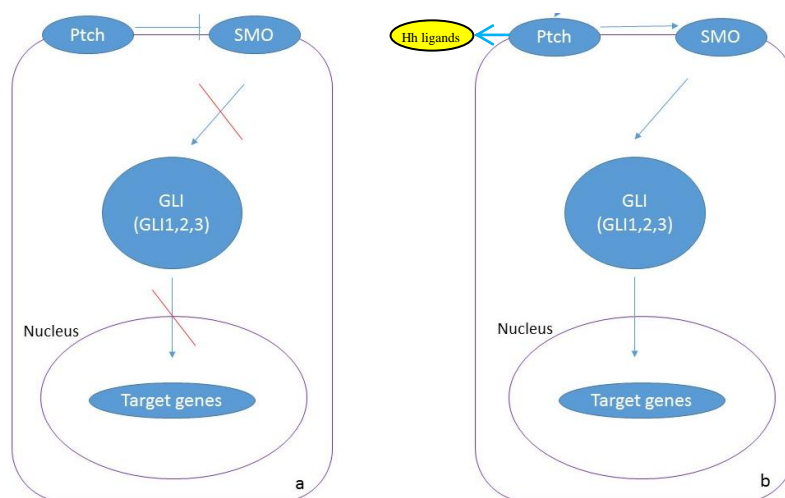 Ptch
SMO
GLI
(GLI1,2,3)
Nucleus
Target genes
a
Hh ligands
Ptch
SMO
GLI
(GLI1,2,3)
Nucleus
Target genes
b